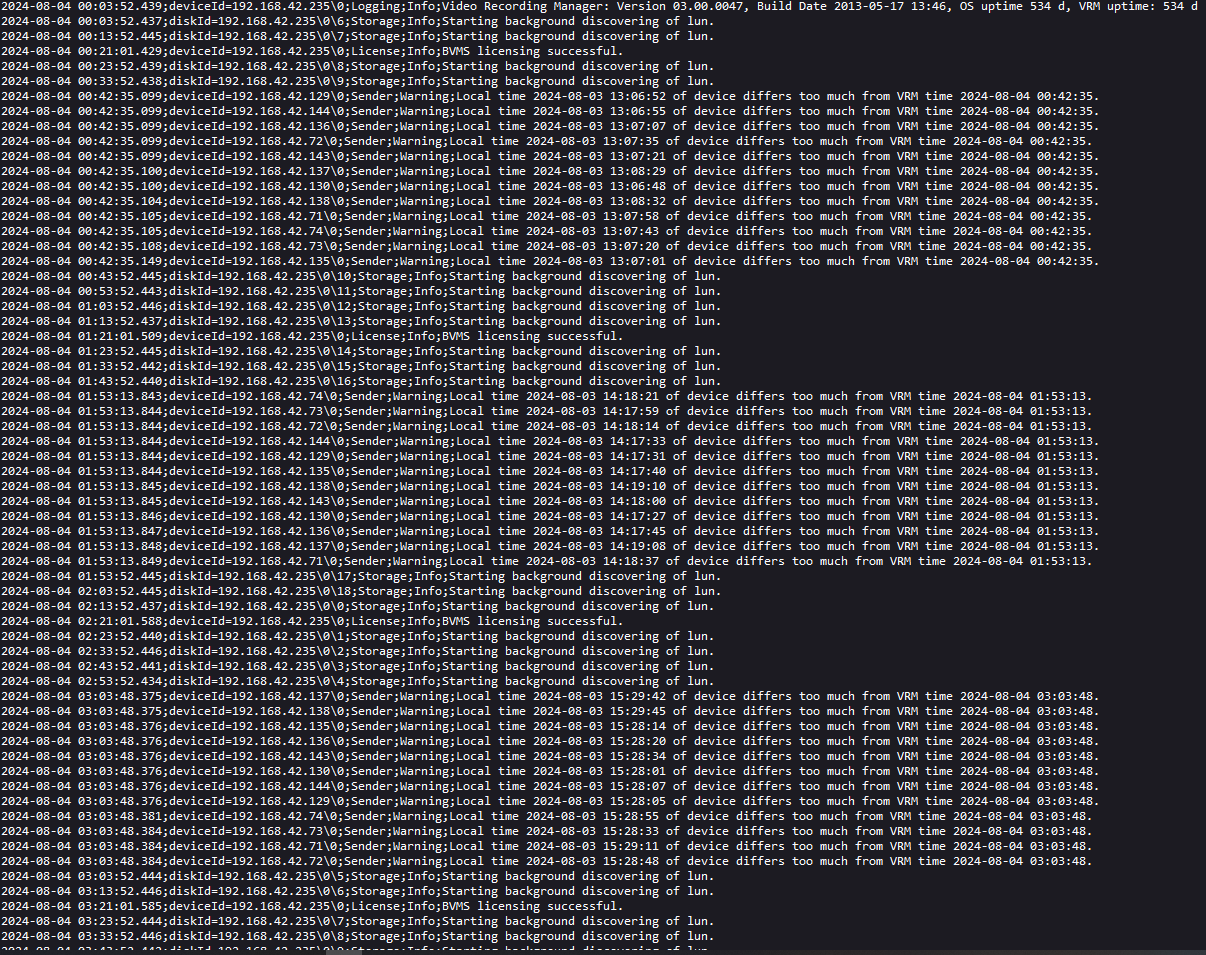 2024-08-04 00:03:52.439;deviceId=192.168.42.235\0;Logging;Info;Video Recording Manager: Version 03.00.0047, Build Date 2013-05-17 13:46, OS uptime 534 d, VRM uptime: 534 d
2024-08-04 00:03:52.437;diskId=192.168.42.235\0\6;Storage;Info;Starting background discovering of lun.
2024-08-04 00:13:52.445;diskId=192.168.42.235\0\7;Storage;Info;Starting background discovering of lun.
2024-08-04 00:21:01.429;deviceId=192.168.42.235\0;License;Info;BVMS licensing successful.
2024-08-04 00:23:52.439;diskId=192.168.42.235\0\8;Storage;Info;Starting background discovering of lun.
2024-08-04 00:33:52.438;diskId=192.168.42.235\0\9;Storage;Info;Starting background discovering of lun.
2024-08-04 00:42:35.099;deviceId=192.168.42.129\0;Sender;Warning;Local time 2024-08-03 13:06:52 of device differs too much from VRM time 2024-08-04 00:42:35.
2024-08-04 00:42:35.099;deviceId=192.168.42.144\0;Sender;Warning;Local time 2024-08-03 13:06:55 of device differs too much from VRM time 2024-08-04 00:42:35.
2024-08-04 00:42:35.099;deviceId=192.168.42.136\0;Sender;Warning;Local time 2024-08-03 13:07:07 of device differs too much from VRM time 2024-08-04 00:42:35.
2024-08-04 00:42:35.099;deviceId=192.168.42.72\0;Sender;Warning;Local time 2024-08-03 13:07:35 of device differs too much from VRM time 2024-08-04 00:42:35.
2024-08-04 00:42:35.099;deviceId=192.168.42.143\0;Sender;Warning;Local time 2024-08-03 13:07:21 of device differs too much from VRM time 2024-08-04 00:42:35.
2024-08-04 00:42:35.100;deviceId=192.168.42.137\0;Sender;Warning;Local time 2024-08-03 13:08:29 of device differs too much from VRM time 2024-08-04 00:42:35.
2024-08-04 00:42:35.100;deviceId=192.168.42.130\0;Sender;Warning;Local time 2024-08-03 13:06:48 of device differs too much from VRM time 2024-08-04 00:42:35.
2024-08-04 00:42:35.104;deviceId=192.168.42.138\0;Sender;Warning;Local time 2024-08-03 13:08:32 of device differs too much from VRM time 2024-08-04 00:42:35.
2024-08-04 00:42:35.105;deviceId=192.168.42.71\0;Sender;Warning;Local time 2024-08-03 13:07:58 of device differs too much from VRM time 2024-08-04 00:42:35.
2024-08-04 00:42:35.105;deviceId=192.168.42.74\0;Sender;Warning;Local time 2024-08-03 13:07:43 of device differs too much from VRM time 2024-08-04 00:42:35.
2024-08-04 00:42:35.108;deviceId=192.168.42.73\0;Sender;Warning;Local time 2024-08-03 13:07:20 of device differs too much from VRM time 2024-08-04 00:42:35.
2024-08-04 00:42:35.149;deviceId=192.168.42.135\0;Sender;Warning;Local time 2024-08-03 13:07:01 of device differs too much from VRM time 2024-08-04 00:42:35.
2024-08-04 00:43:52.445;diskId=192.168.42.235\0\10;Storage;Info;Starting background discovering of lun.
2024-08-04 00:53:52.443;diskId=192.168.42.235\0\11;Storage;Info;Starting background discovering of lun.
2024-08-04 01:03:52.446;diskId=192.168.42.235\0\12;Storage;Info;Starting background discovering of lun.
2024-08-04 01:13:52.437;diskId=192.168.42.235\0\13;Storage;Info;Starting background discovering of lun.
2024-08-04 01:21:01.509;deviceId=192.168.42.235\0;License;Info;BVMS licensing successful.
2024-08-04 01:23:52.445;diskId=192.168.42.235\0\14;Storage;Info;Starting background discovering of lun.
2024-08-04 01:33:52.442;diskId=192.168.42.235\0\15;Storage;Info;Starting background discovering of lun.
2024-08-04 01:43:52.440;diskId=192.168.42.235\0\16;Storage;Info;Starting background discovering of lun.
2024-08-04 01:53:13.843;deviceId=192.168.42.74\0;Sender;Warning;Local time 2024-08-03 14:18:21 of device differs too much from VRM time 2024-08-04 01:53:13.
2024-08-04 01:53:13.844;deviceId=192.168.42.73\0;Sender;Warning;Local time 2024-08-03 14:17:59 of device differs too much from VRM time 2024-08-04 01:53:13.
2024-08-04 01:53:13.844;deviceId=192.168.42.72\0;Sender;Warning;Local time 2024-08-03 14:18:14 of device differs too much from VRM time 2024-08-04 01:53:13.
2024-08-04 01:53:13.844;deviceId=192.168.42.144\0;Sender;Warning;Local time 2024-08-03 14:17:33 of device differs too much from VRM time 2024-08-04 01:53:13.
2024-08-04 01:53:13.844;deviceId=192.168.42.129\0;Sender;Warning;Local time 2024-08-03 14:17:31 of device differs too much from VRM time 2024-08-04 01:53:13.
2024-08-04 01:53:13.844;deviceId=192.168.42.135\0;Sender;Warning;Local time 2024-08-03 14:17:40 of device differs too much from VRM time 2024-08-04 01:53:13.
2024-08-04 01:53:13.845;deviceId=192.168.42.138\0;Sender;Warning;Local time 2024-08-03 14:19:10 of device differs too much from VRM time 2024-08-04 01:53:13.
2024-08-04 01:53:13.845;deviceId=192.168.42.143\0;Sender;Warning;Local time 2024-08-03 14:18:00 of device differs too much from VRM time 2024-08-04 01:53:13.
2024-08-04 01:53:13.846;deviceId=192.168.42.130\0;Sender;Warning;Local time 2024-08-03 14:17:27 of device differs too much from VRM time 2024-08-04 01:53:13.
2024-08-04 01:53:13.847;deviceId=192.168.42.136\0;Sender;Warning;Local time 2024-08-03 14:17:45 of device differs too much from VRM time 2024-08-04 01:53:13.
2024-08-04 01:53:13.848;deviceId=192.168.42.137\0;Sender;Warning;Local time 2024-08-03 14:19:08 of device differs too much from VRM time 2024-08-04 01:53:13.
2024-08-04 01:53:13.849;deviceId=192.168.42.71\0;Sender;Warning;Local time 2024-08-03 14:18:37 of device differs too much from VRM time 2024-08-04 01:53:13.
2024-08-04 01:53:52.445;diskId=192.168.42.235\0\17;Storage;Info;Starting background discovering of lun.
2024-08-04 02:03:52.445;diskId=192.168.42.235\0\18;Storage;Info;Starting background discovering of lun.
2024-08-04 02:13:52.437;diskId=192.168.42.235\0\0;Storage;Info;Starting background discovering of lun.
2024-08-04 02:21:01.588;deviceId=192.168.42.235\0;License;Info;BVMS licensing successful.
2024-08-04 02:23:52.440;diskId=192.168.42.235\0\1;Storage;Info;Starting background discovering of lun.
2024-08-04 02:33:52.446;diskId=192.168.42.235\0\2;Storage;Info;Starting background discovering of lun.
2024-08-04 02:43:52.441;diskId=192.168.42.235\0\3;Storage;Info;Starting background discovering of lun.
2024-08-04 02:53:52.434;diskId=192.168.42.235\0\4;Storage;Info;Starting background discovering of lun.
2024-08-04 03:03:48.375;deviceId=192.168.42.137\0;Sender;Warning;Local time 2024-08-03 15:29:42 of device differs too much from VRM time 2024-08-04 03:03:48.
2024-08-04 03:03:48.375;deviceId=192.168.42.138\0;Sender;Warning;Local time 2024-08-03 15:29:45 of device differs too much from VRM time 2024-08-04 03:03:48.
2024-08-04 03:03:48.376;deviceId=192.168.42.135\0;Sender;Warning;Local time 2024-08-03 15:28:14 of device differs too much from VRM time 2024-08-04 03:03:48.
2024-08-04 03:03:48.376;deviceId=192.168.42.136\0;Sender;Warning;Local time 2024-08-03 15:28:20 of device differs too much from VRM time 2024-08-04 03:03:48.
2024-08-04 03:03:48.376;deviceId=192.168.42.143\0;Sender;Warning;Local time 2024-08-03 15:28:34 of device differs too much from VRM time 2024-08-04 03:03:48.
2024-08-04 03:03:48.376;deviceId=192.168.42.130\0;Sender;Warning;Local time 2024-08-03 15:28:01 of device differs too much from VRM time 2024-08-04 03:03:48.
2024-08-04 03:03:48.376;deviceId=192.168.42.144\0;Sender;Warning;Local time 2024-08-03 15:28:07 of device differs too much from VRM time 2024-08-04 03:03:48.
2024-08-04 03:03:48.376;deviceId=192.168.42.129\0;Sender;Warning;Local time 2024-08-03 15:28:05 of device differs too much from VRM time 2024-08-04 03:03:48.
2024-08-04 03:03:48.381;deviceId=192.168.42.74\0;Sender;Warning;Local time 2024-08-03 15:28:55 of device differs too much from VRM time 2024-08-04 03:03:48.
2024-08-04 03:03:48.384;deviceId=192.168.42.73\0;Sender;Warning;Local time 2024-08-03 15:28:33 of device differs too much from VRM time 2024-08-04 03:03:48.
2024-08-04 03:03:48.384;deviceId=192.168.42.71\0;Sender;Warning;Local time 2024-08-03 15:29:11 of device differs too much from VRM time 2024-08-04 03:03:48.
2024-08-04 03:03:48.384;deviceId=192.168.42.72\0;Sender;Warning;Local time 2024-08-03 15:28:48 of device differs too much from VRM time 2024-08-04 03:03:48.
2024-08-04 03:03:52.444;diskId=192.168.42.235\0\5;Storage;Info;Starting background discovering of lun.
2024-08-04 03:13:52.446;diskId=192.168.42.235\0\6;Storage;Info;Starting background discovering of lun.
2024-08-04 03:21:01.585;deviceId=192.168.42.235\0;License;Info;BVMS licensing successful.
2024-08-04 03:23:52.444;diskId=192.168.42.235\0\7;Storage;Info;Starting background discovering of lun.
2024-08-04 03:33:52.446;diskId=192.168.42.235\0\8;Storage;Info;Starting background discovering of lun.